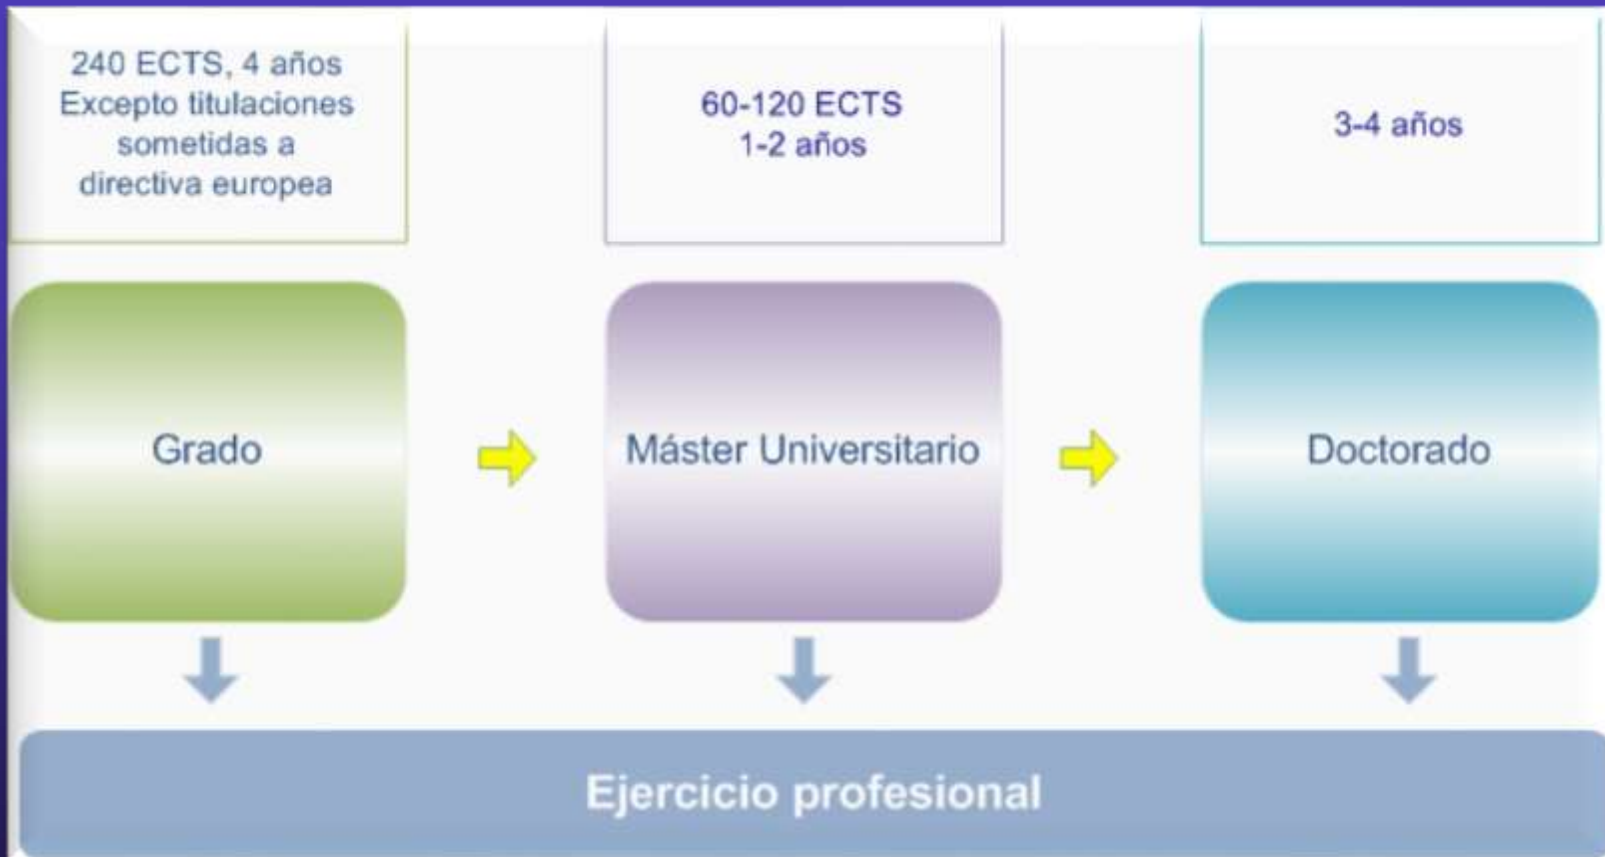 240 ECTS, 4 años
Excepto titulaciones
sometidas a
directiva europea
60-120 ECTS
1-2 años
3-4 años
Grado
Máster Universitario
Doctorado
Ejercicio profesional